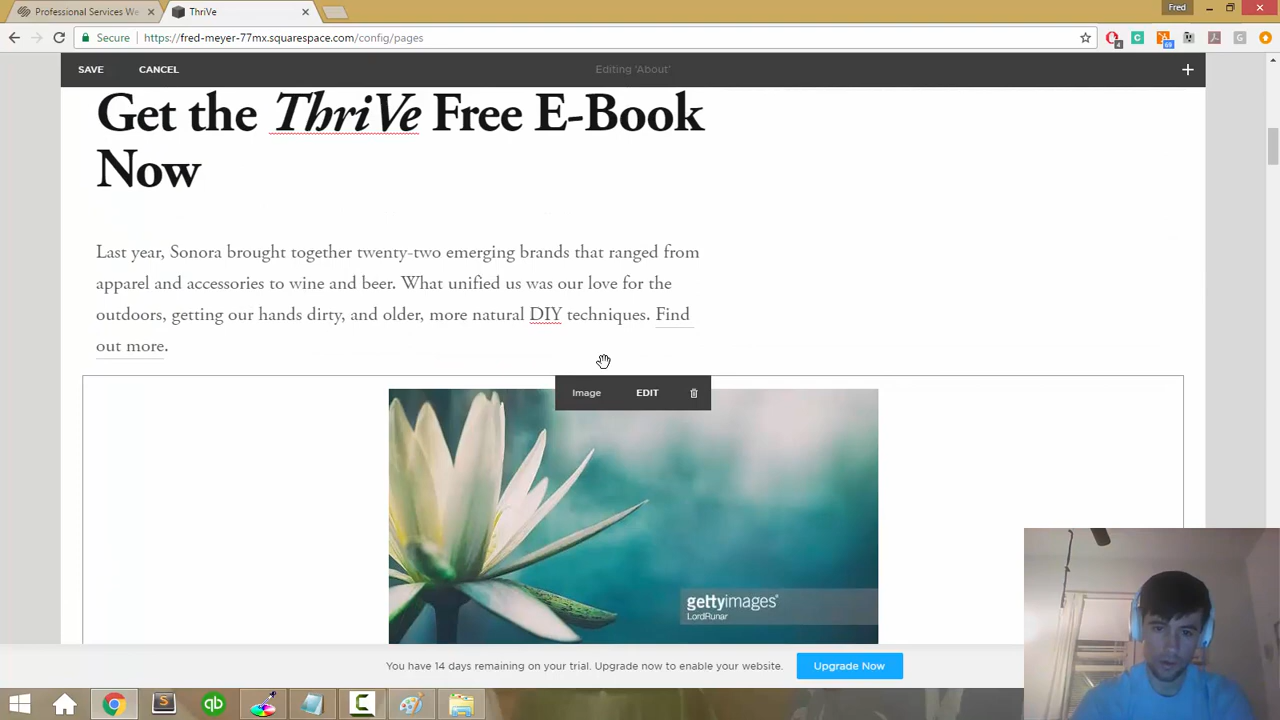 Professional Services We
ThriVe
Fred
Secure
https://fred-meyer-77mx.squarespace.com/config/pages
SAVE CANCEL Editing 'About'
Get the ThriVe Free E-Book
Now
Last year, Sonora brought together twenty-two emerging brands that ranged from
apparel and accessories to wine and beer. What unified us was our love for the
outdoors, getting our hands dirty, and older, more natural DIY techniques. Find
out more.
Image EDIT
gettyimages®
LordRunar
You have 14 days remaining on your trial. Upgrade now to enable your website. Upgrade Now